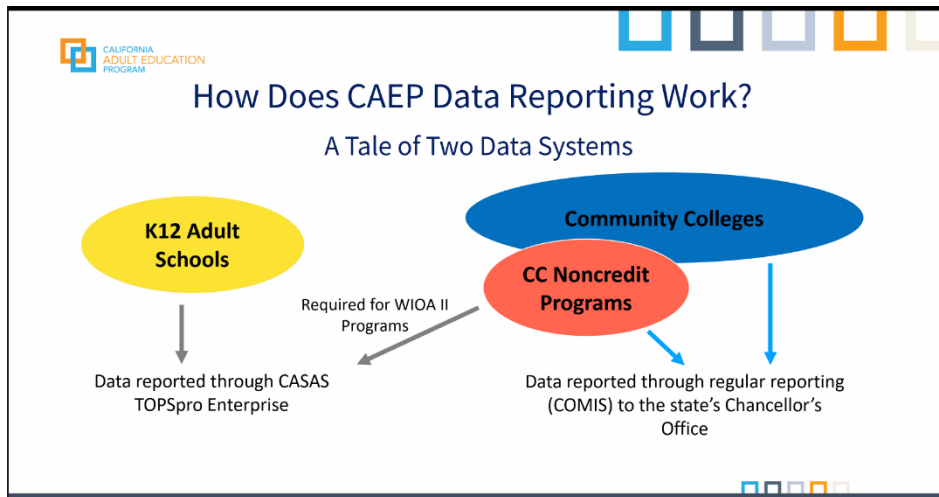 CALIFORNIA
ADULT EDUCATION
PROGRAM
How Does CAEP Data Reporting Work?
A Tale of Two Data Systems
K12 Adult
Schools
Community Colleges
CC Noncredit
Programs
Required for WIOA II
Programs
Data reported through CASAS
TOPSpro Enterprise
Data reported through regular reporting
(COMIS) to the state's Chancellor's
Office